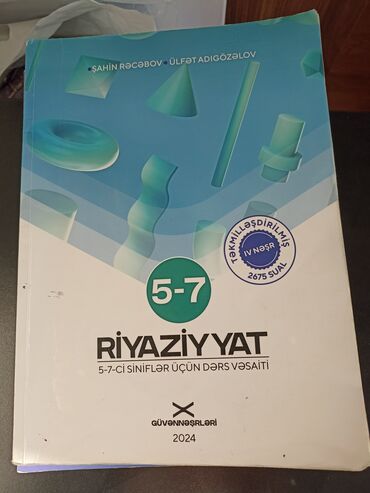 • ŞAHİN RƏCƏBOV • ÜLFƏT ADIGÖZƏLOV
TƏKMİLLƏŞDİRİLMİŞ
IV NƏŞR
2675 SUAL
5-7
RİYAZİYYAT
5-7-Cİ SİNİFLƏR ÜÇÜN DƏRS VƏSAİTİ
GÜVƏNNƏŞRLƏRİ
2024